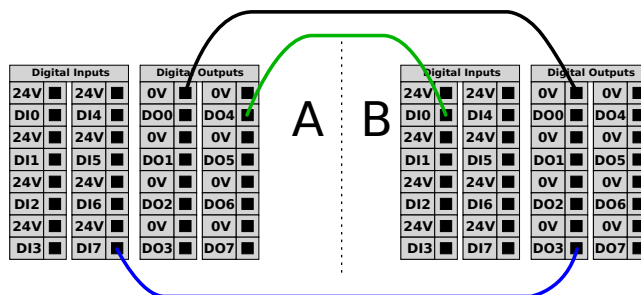 Digital Inputs Digital Outputs Digital Inputs Digital Outputs
24V 24V 0V 0V 24V 24V 0V 0V
DI0 DI4 DO0 DO4 A B DI0 DI4 DO0 DO4
24V 24V 0V 0V 24V 24V 0V 0V
DI1 DI5 DO1 DO5 DI1 DI5 DO1 DO5
24V 24V 0V 0V 24V 24V 0V 0V
DI2 DI6 DO2 DO6 DI2 DI6 DO2 DO6
24V 24V 0V 0V 24V 24V 0V 0V
DI3 DI7 DO3 DO7 DI3 DI7 DO3 DO7